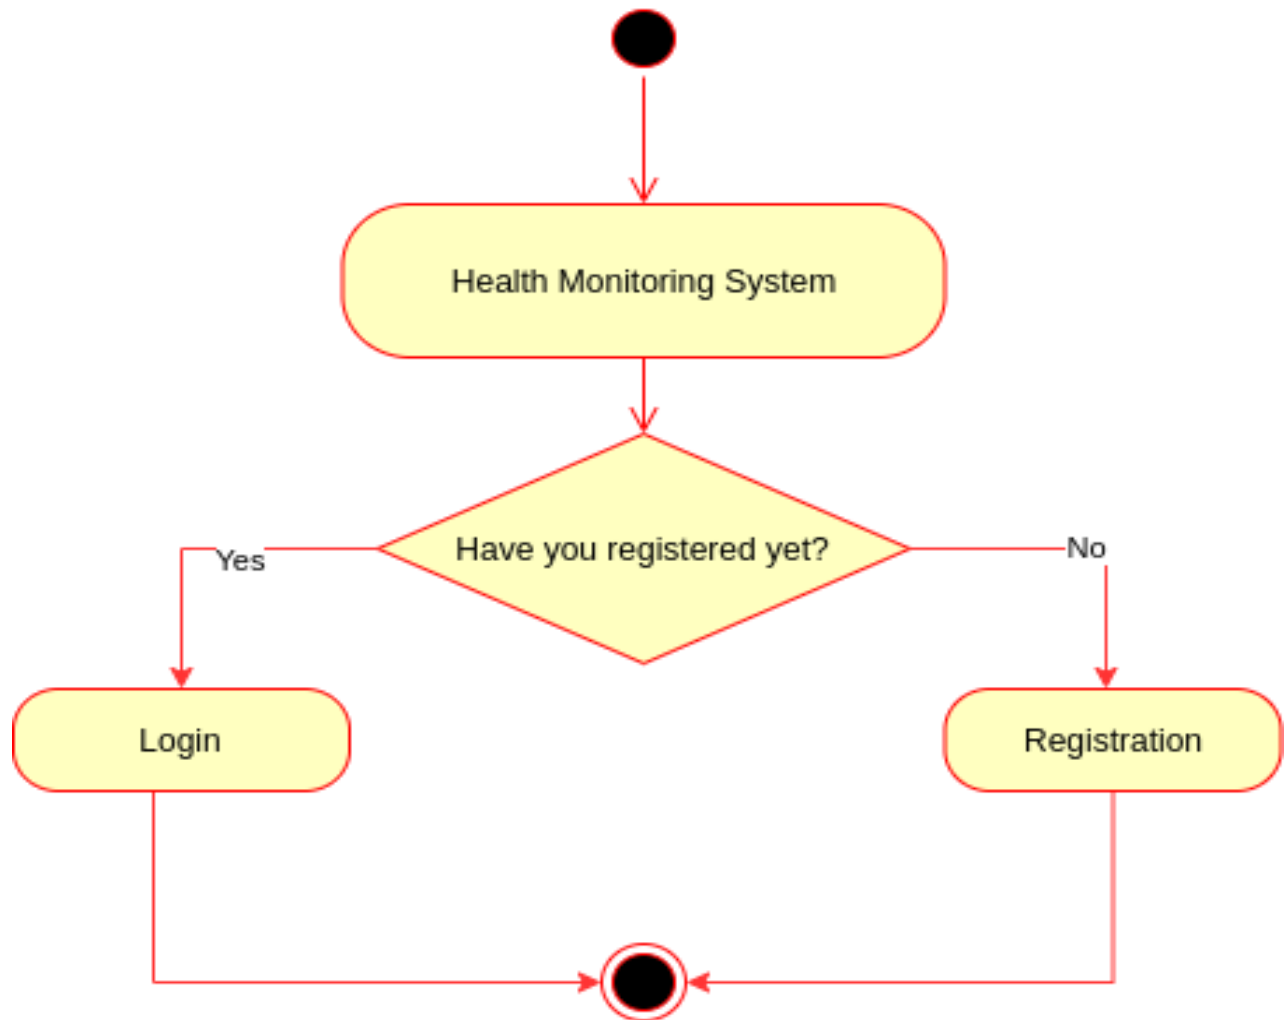 Health Monitoring System
Have you registered yet?
Yes
No
Login
Registration